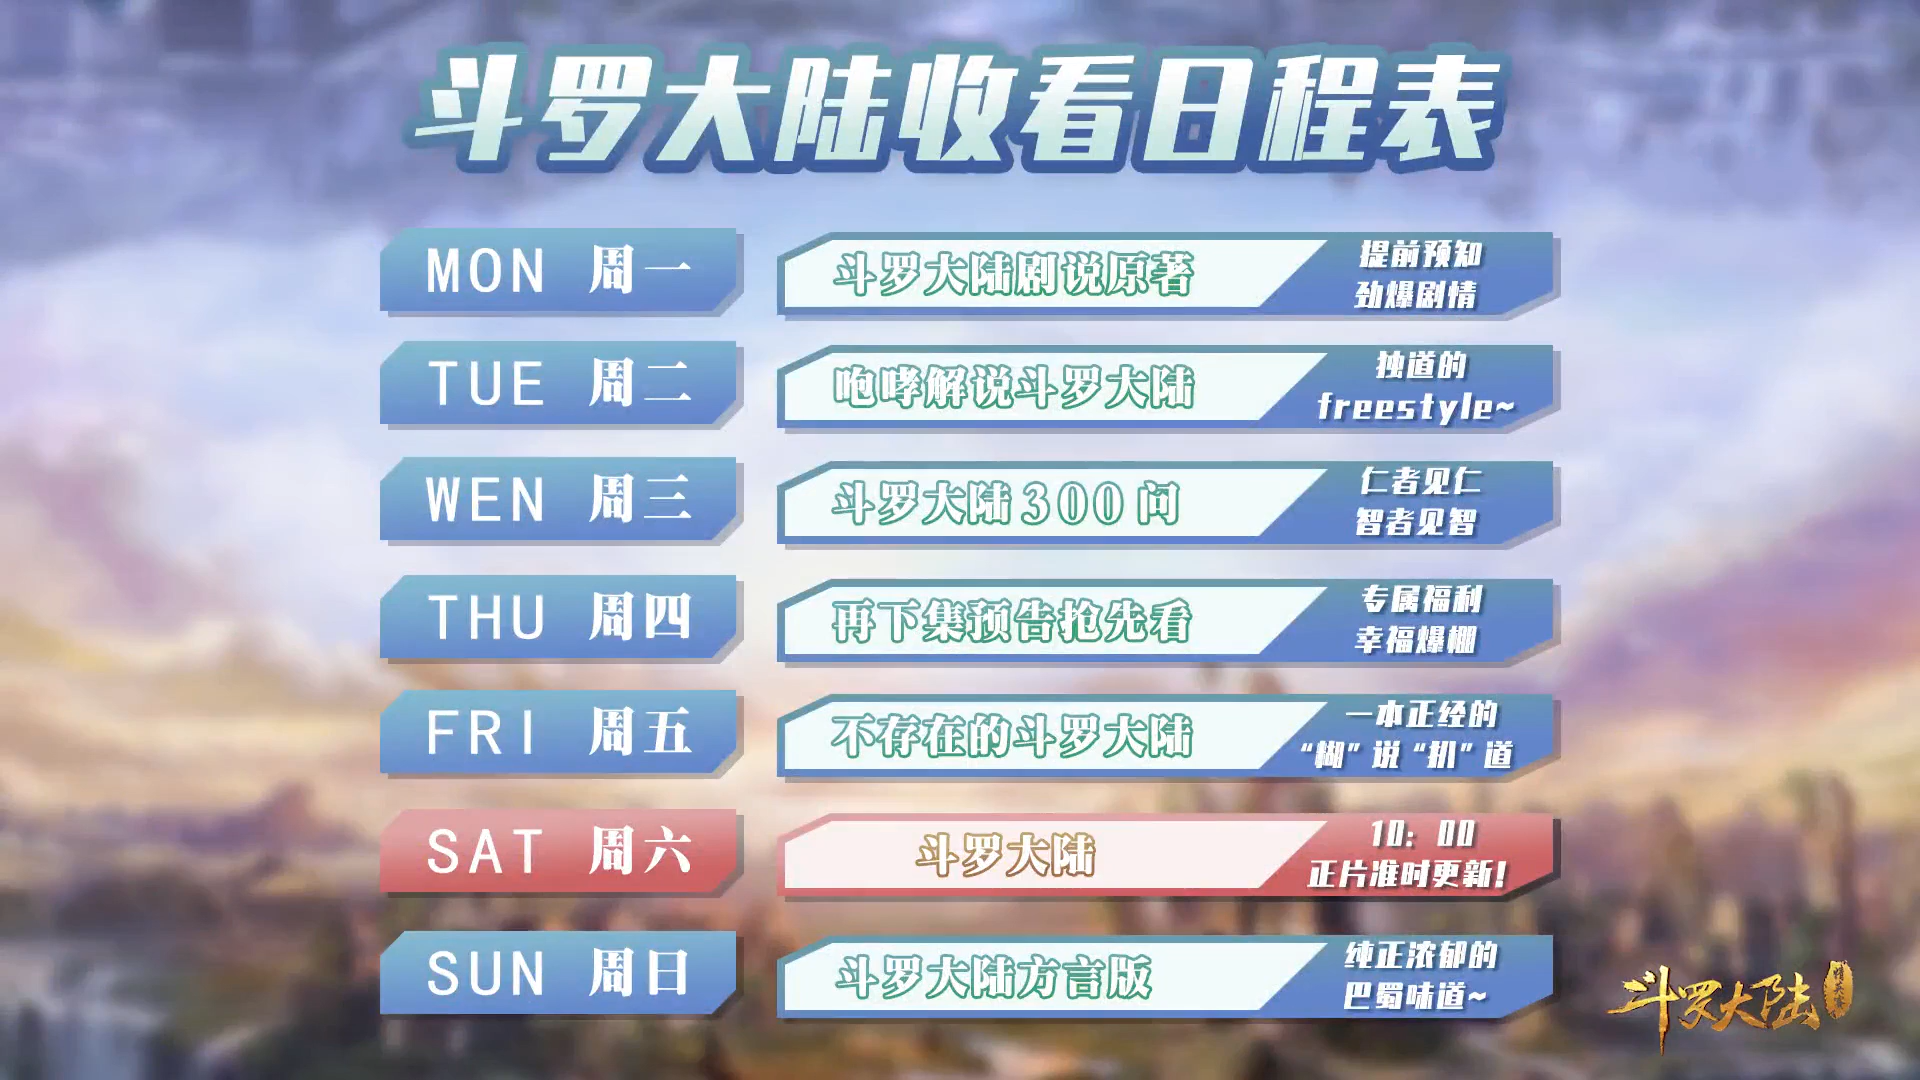 斗罗大陆收看日程表
MON 周一
斗罗大陆剧说原著
提前预知
劲爆剧情
TUE 周二
咆哮解说斗罗大陆
独道的
freestyle~
WEN 周三
斗罗大陆300问
仁者见仁
智者见智
THU 周四
再下集预告抢先看
专属福利
幸福爆棚
FRI 周五
不存在的斗罗大陆
一本正经的
“糊”说“扒”道
SAT 周六
斗罗大陆
10：00
正片准时更新!
SUN 周日
斗罗大陆方言版
纯正浓郁的
巴蜀味道~
斗罗大陆